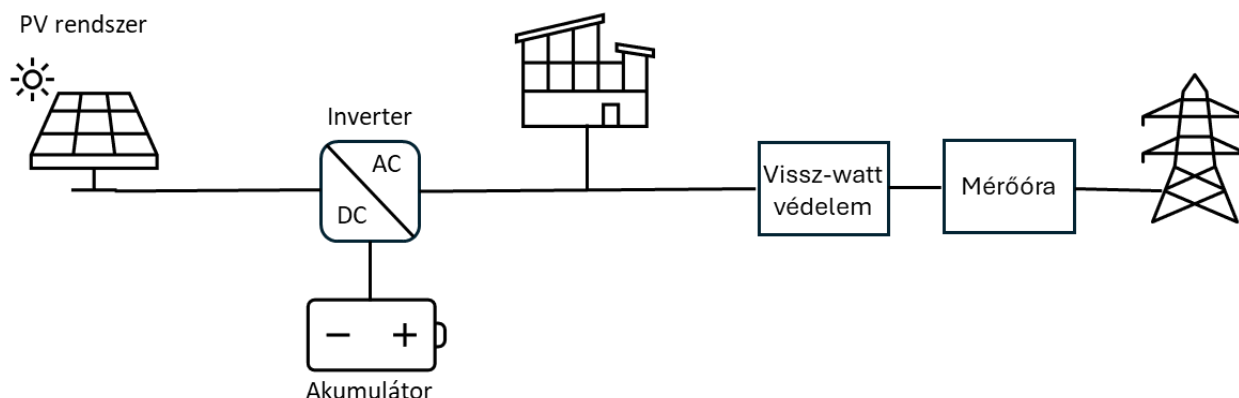 PV rendszer
Inverter
AC
DC
Vissz-watt
védelem
Mérőóra
Akumulátor